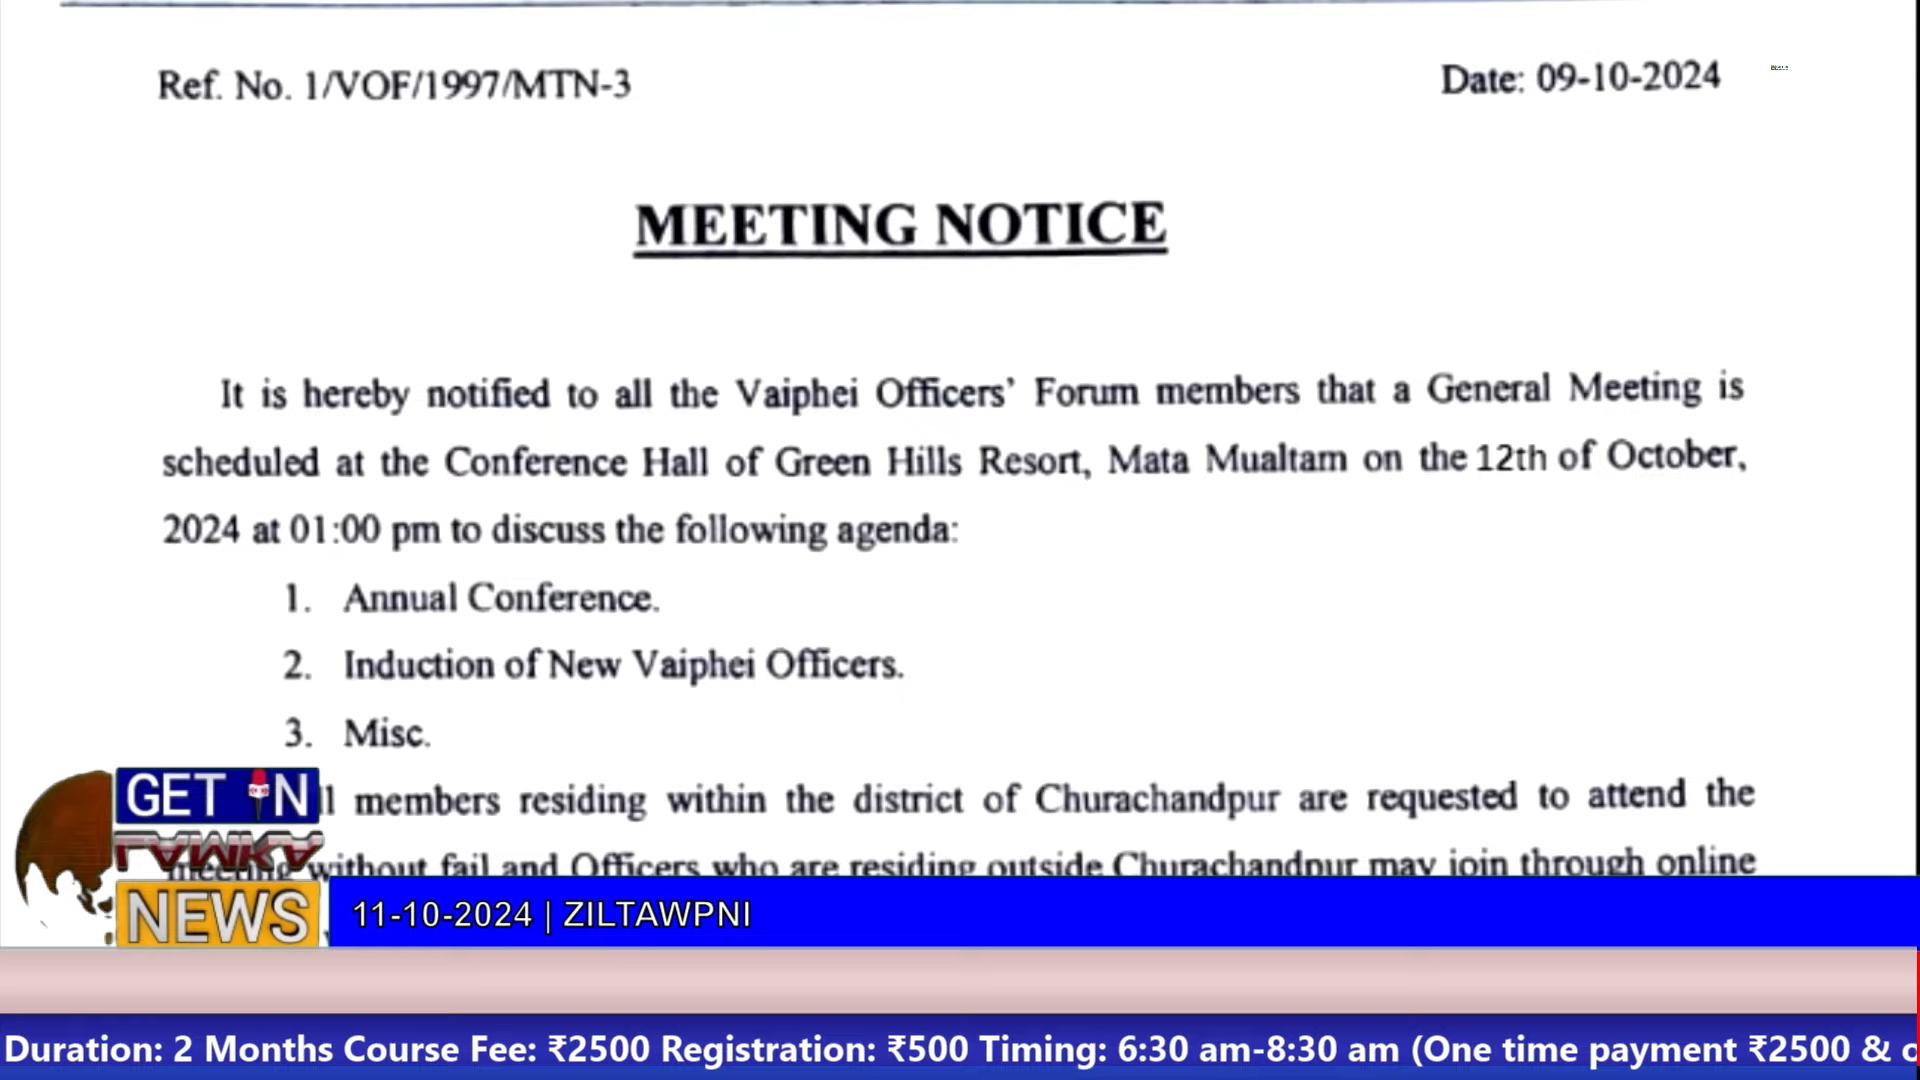 Ref. No. 1/VOF/1997/MTN-3
Date: 09-10-2024
MEETING NOTICE
It is hereby notified to all the Vaiphei Officers' Forum members that a General Meeting is
scheduled at the Conference Hall of Green Hills Resort, Mata Mualtam on the 12th of October,
2024 at 01:00 pm to discuss the following agenda:
1. Annual Conference.
2. Induction of New Vaiphei Officers.
3. Misc.
members residing within the district of Churachandpur are requested to attend the
meeting without fail and Officers who are residing outside Churachandpur may join through online
GET IN
LAMKA
NEWS
11-10-2024 | ZILTAWPNI
Duration: 2 Months Course Fee: ₹2500 Registration: ₹500 Timing: 6:30 am-8:30 am (One time payment ₹2500 &